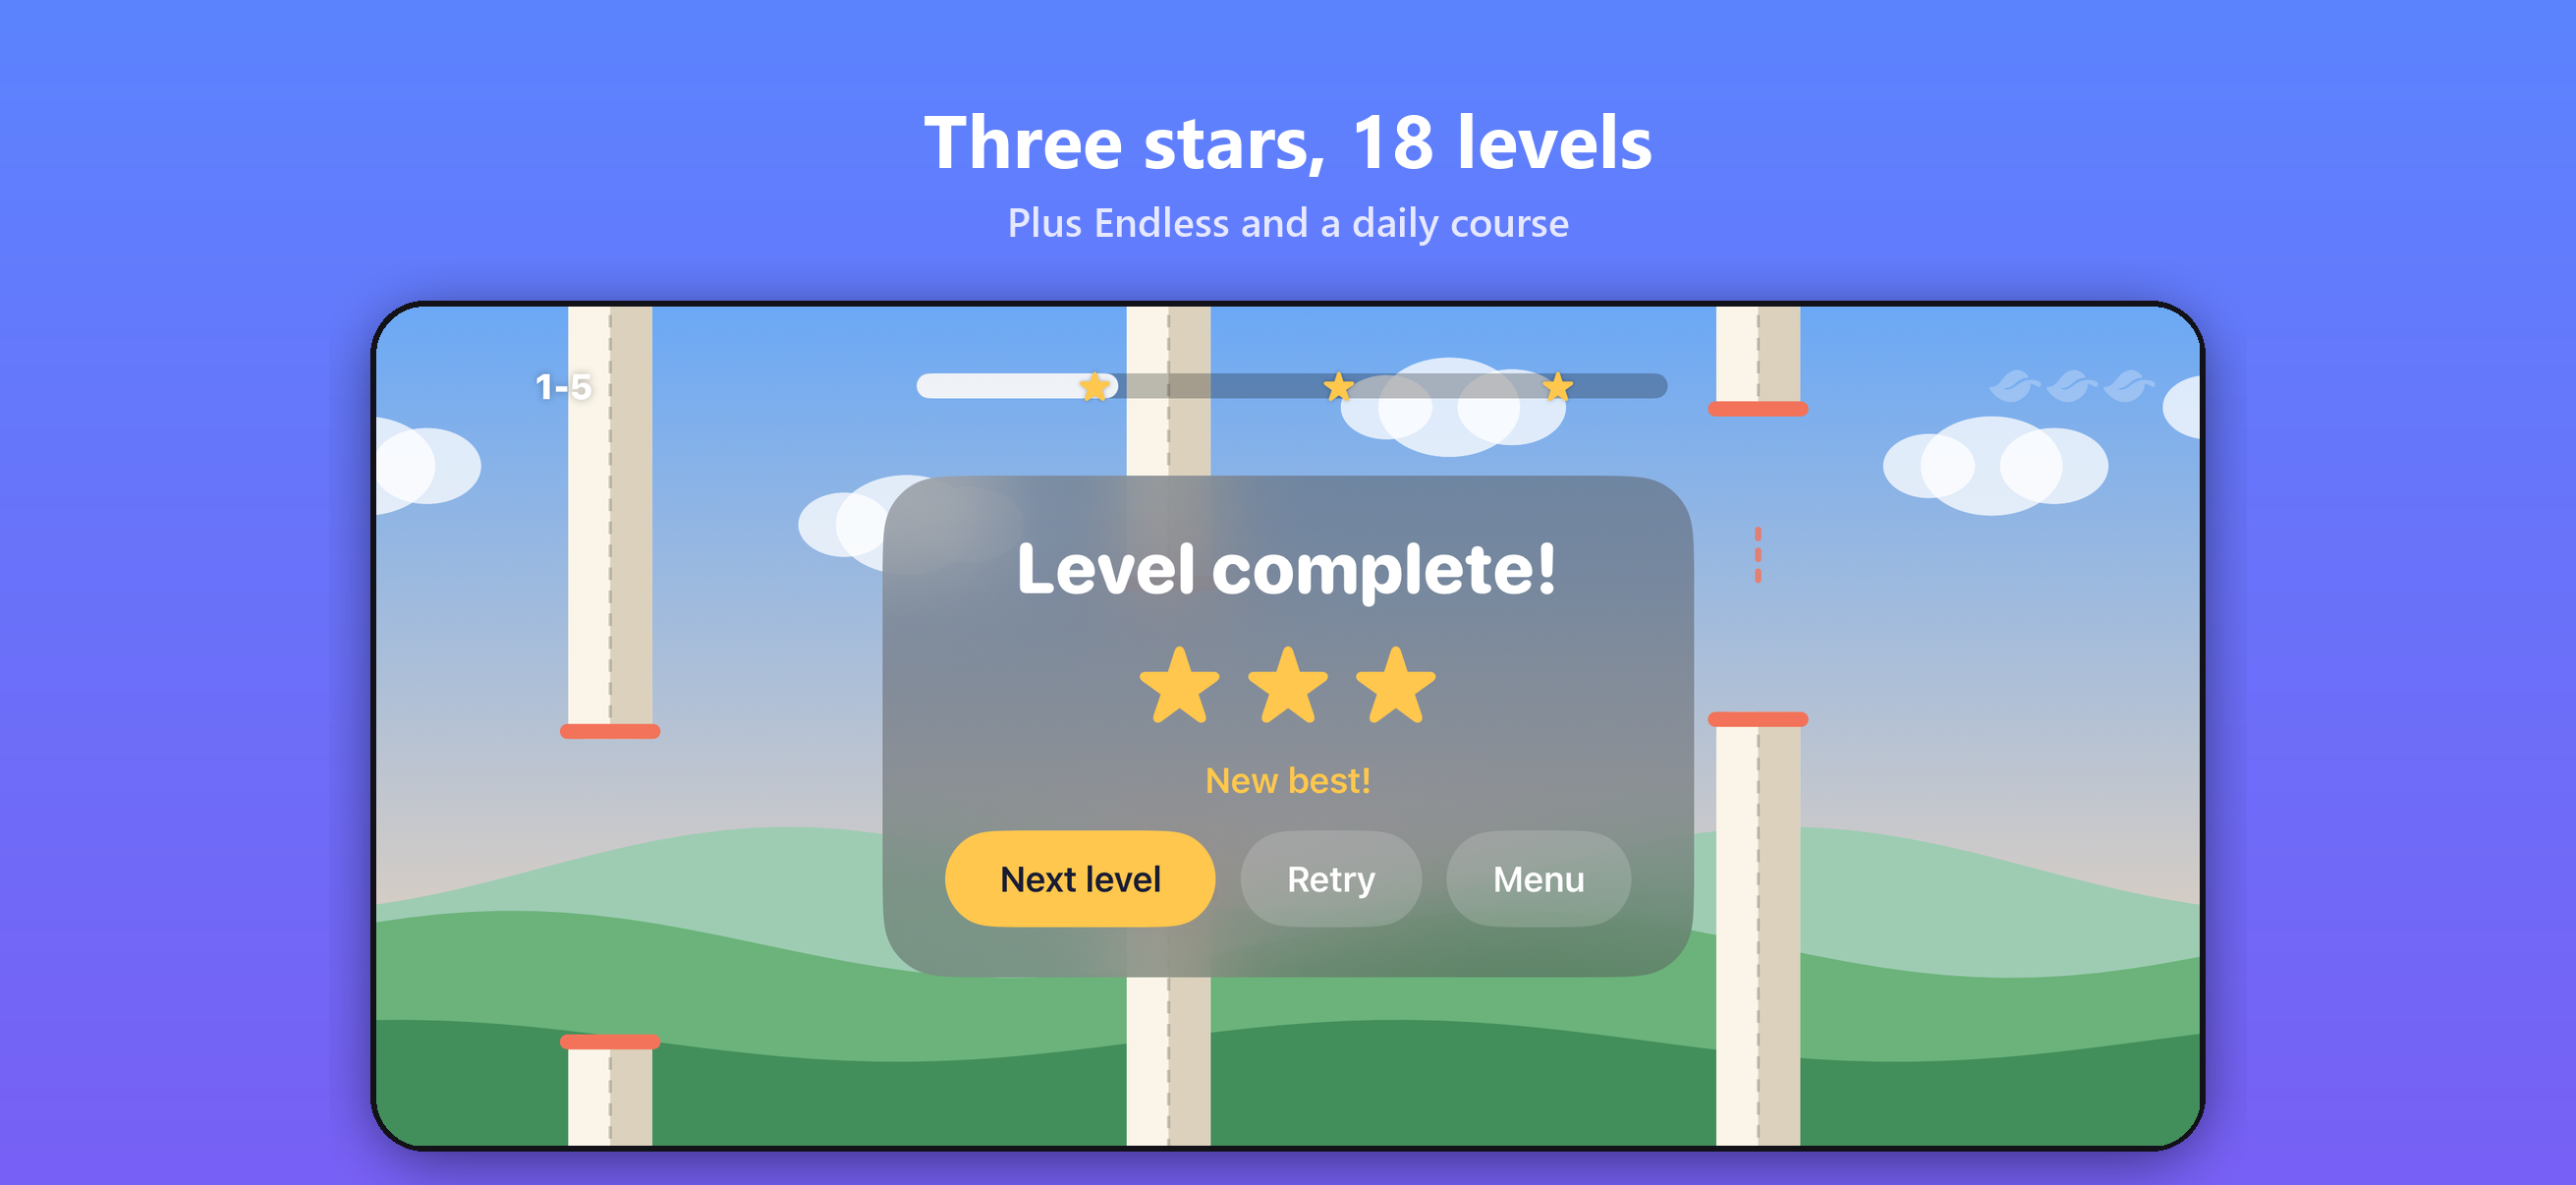 Three stars, 18 levels
Plus Endless and a daily course
1-5
Level complete!
New best!
Next level Retry Menu